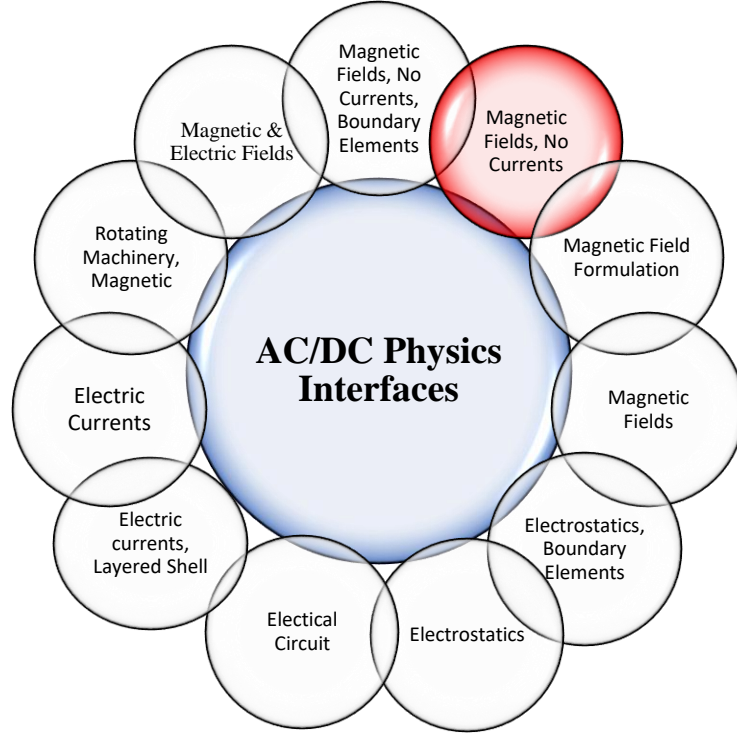 Magnetic
Fields, No
Currents,
Boundary
Elements
Magnetic
Fields, No
Currents
Magnetic Field
Formulation
Magnetic
Fields
Electrostatics,
Boundary
Elements
Electrostatics
Electical
Circuit
Electric
currents,
Layered Shell
Electric
Currents
Rotating
Machinery,
Magnetic
Magnetic &
Electric Fields
AC/DC Physics
Interfaces